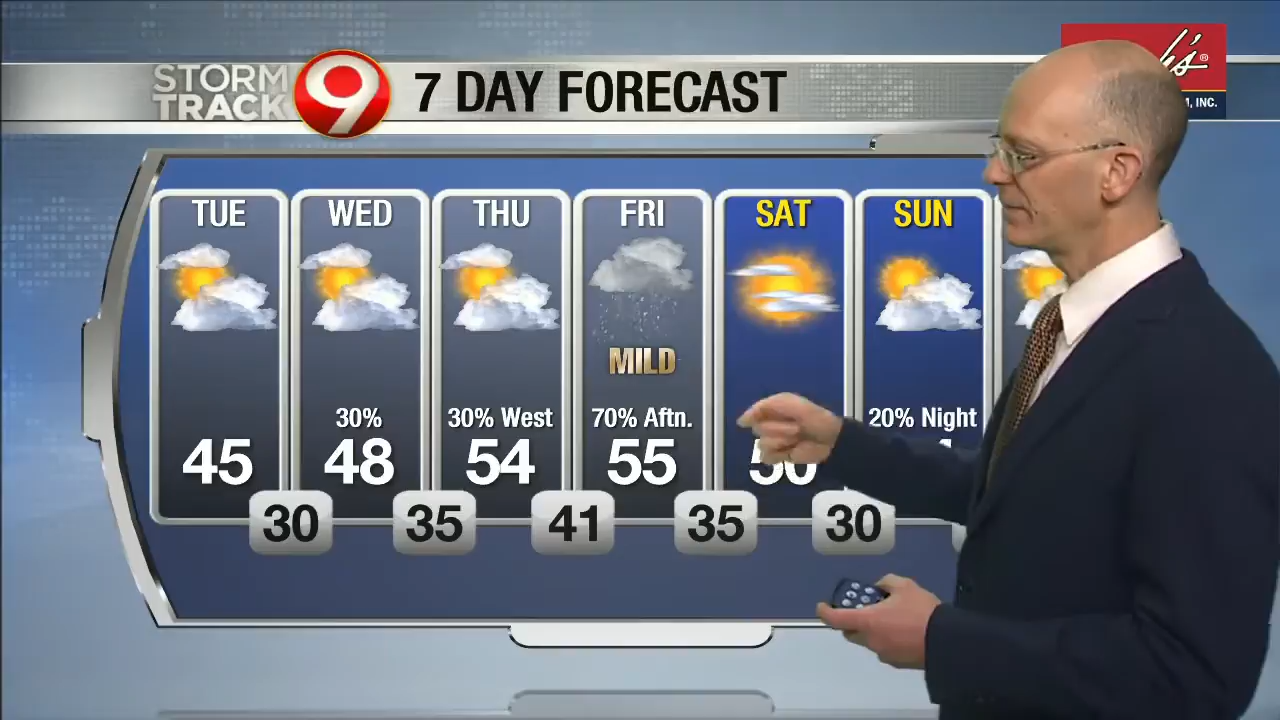 STORM
TRACK
9
7 DAY FORECAST
INC.
TUE
WED
THU
FRI
SAT
SUN
MILD
30%
30% West
70% Aftn.
20% Night
45
48
54
55
50
30
35
41
35
30